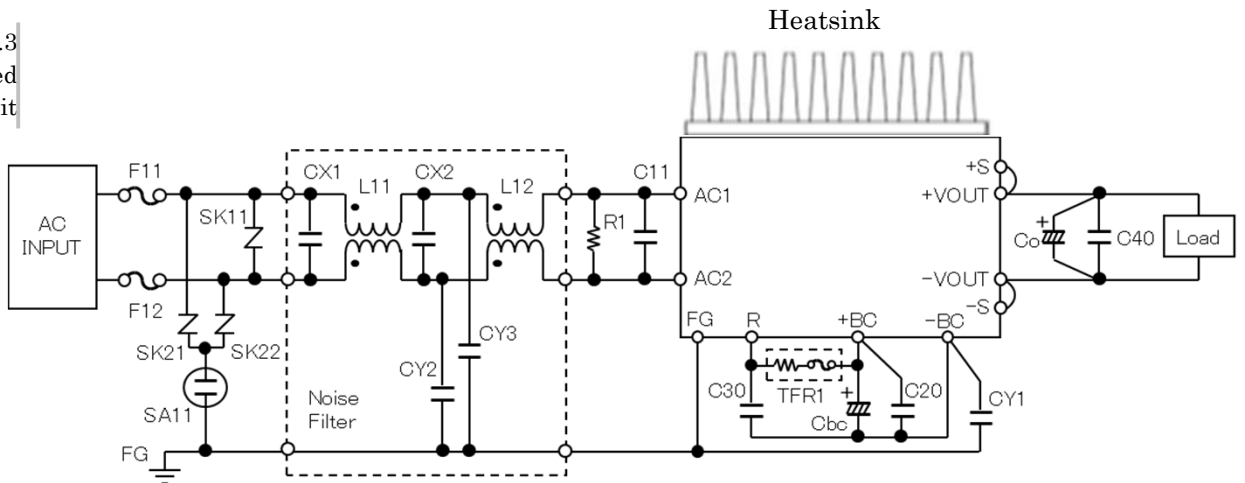 Heatsink
.3
ed
it
F11
CX1
L11
CX2
L12
C11
+S
AC1
+VOUT
AC
INPUT
SK11
R1
+
Co
C40
Load
AC2
-VOUT
-S
F12
FG
R
+BC
-BC
SK21
SK22
CY3
CY2
C30
TFR1
+
Cbc
C20
CY1
SA11
Noise
Filter
FG